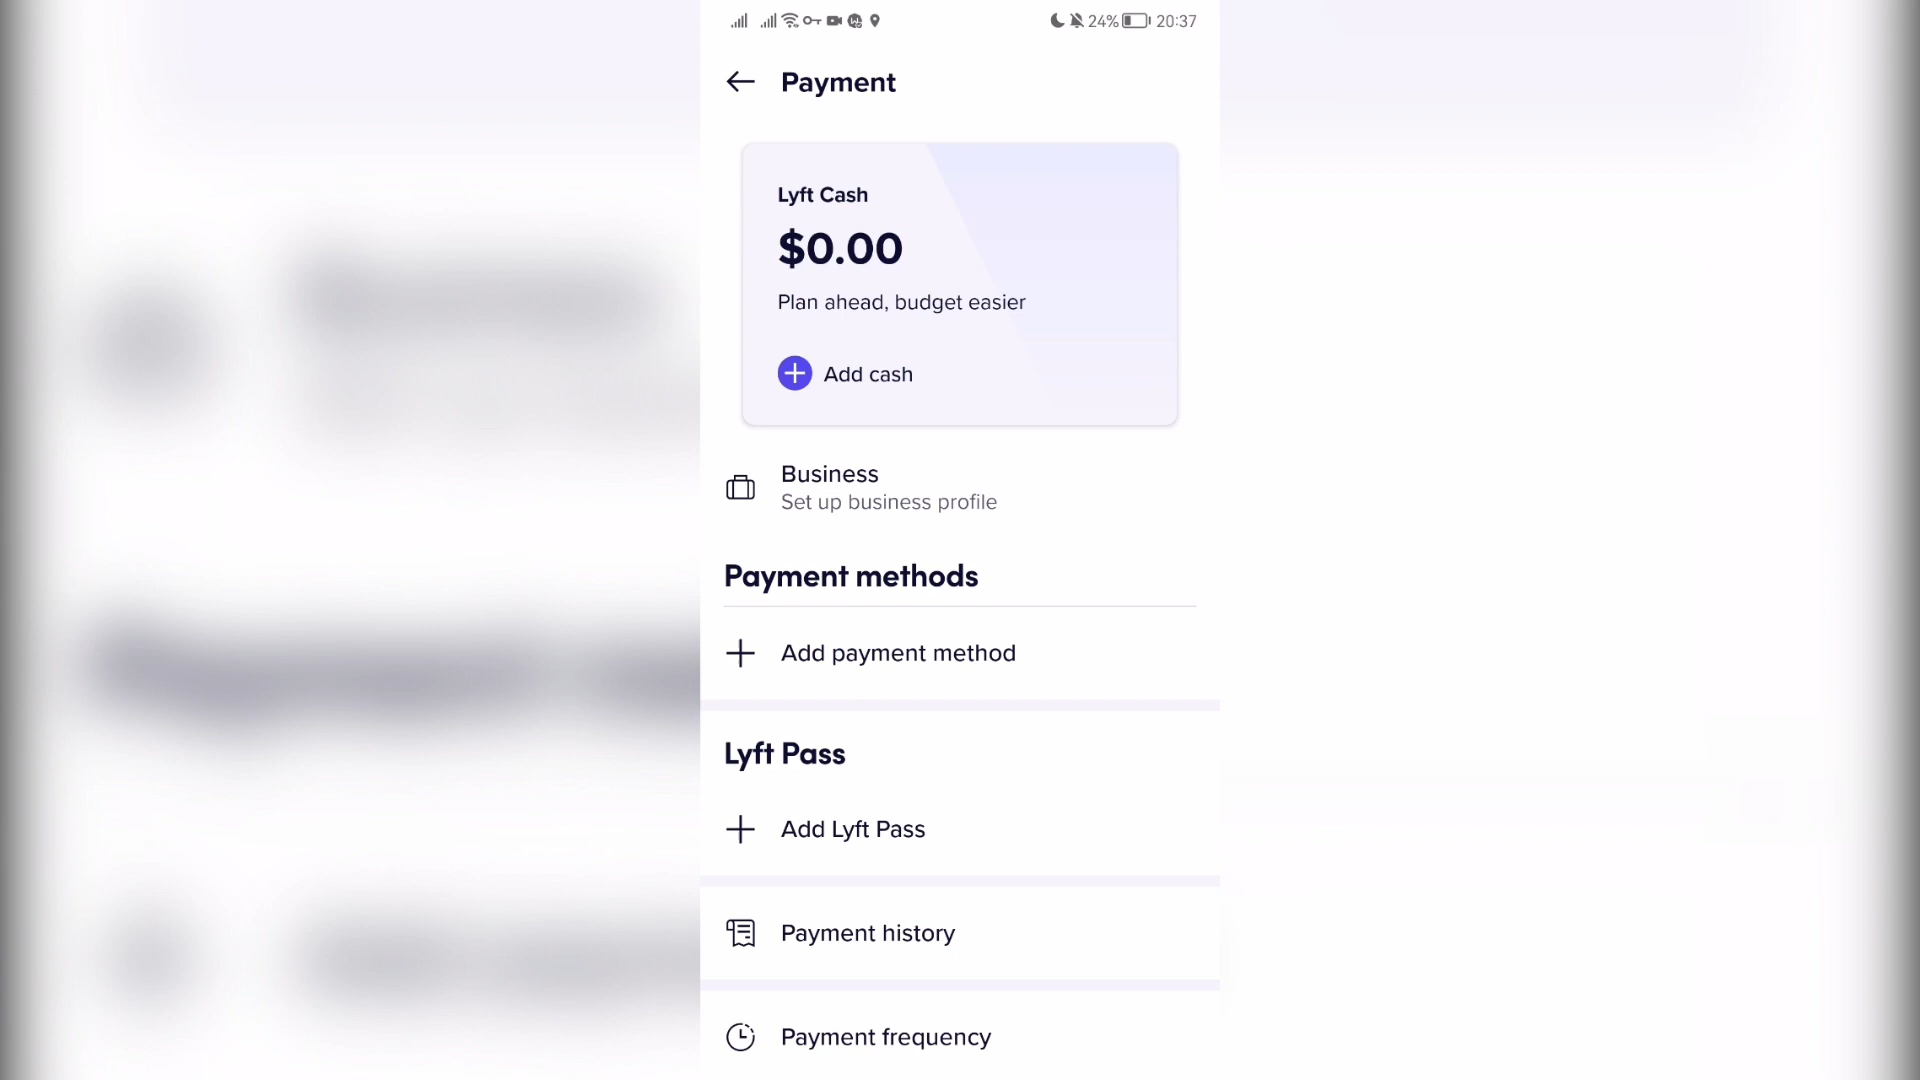 24% 20:37
Payment
Lyft Cash
$0.00
Plan ahead, budget easier
Add cash
Business
Set up business profile
Payment methods
Add payment method
Lyft Pass
Add Lyft Pass
Payment history
Payment frequency